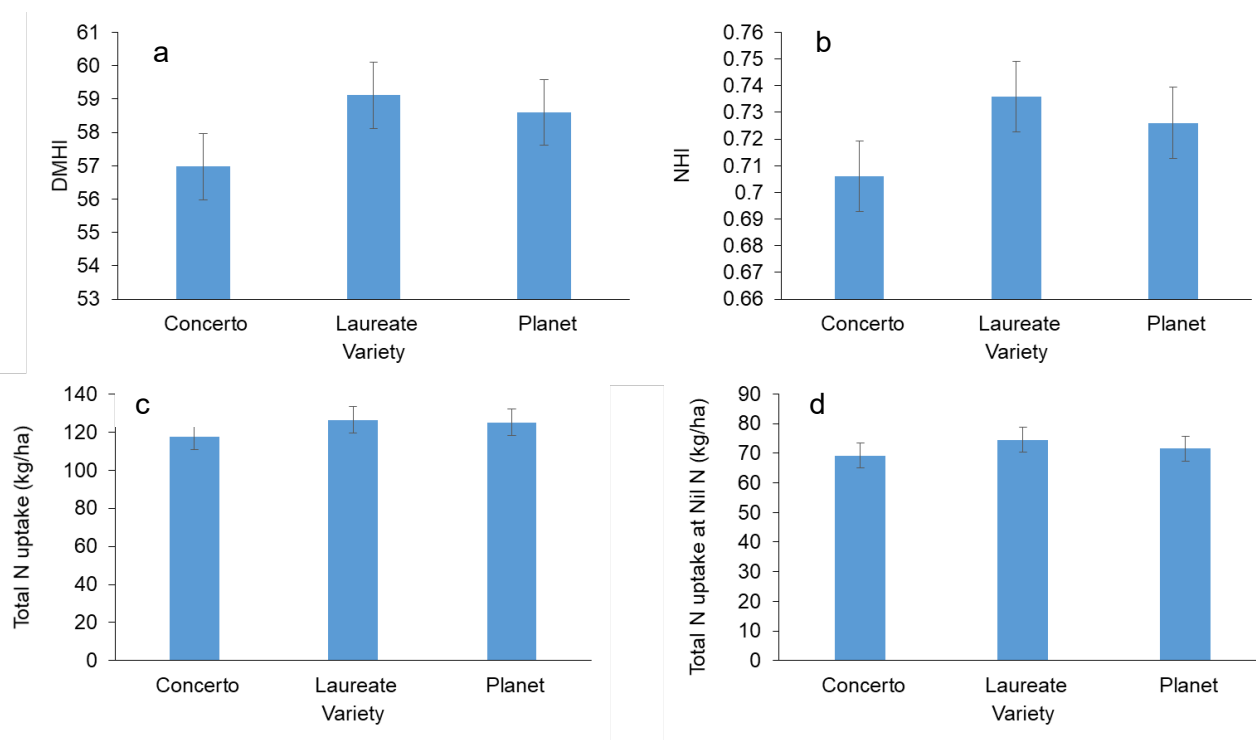 a
DMHI
61
60
59
58
57
56
55
54
53
Concerto Laureate Planet
Variety
b
NHI
0.76
0.75
0.74
0.73
0.72
0.71
0.7
0.69
0.68
0.67
0.66
Concerto Laureate Planet
Variety
c
Total N uptake (kg/ha)
140
120
100
80
60
40
20
0
Concerto Laureate Planet
Variety
d
Total N uptake at Nil N (kg/ha)
90
80
70
60
50
40
30
20
10
0
Concerto Laureate Planet
Variety